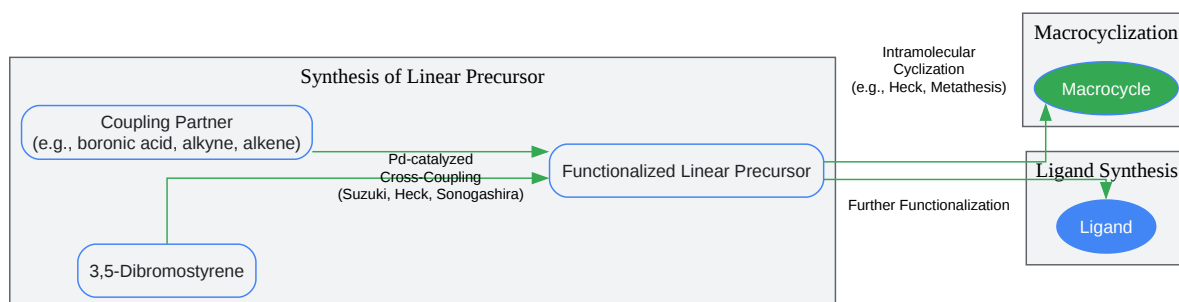 Synthesis of Linear Precursor
Coupling Partner
(e.g., boronic acid, alkyne, alkene)
Pd-catalyzed
Cross-Coupling
(Suzuki, Heck, Sonogashira)
3,5-Dibromostyrene
Functionalized Linear Precursor
Intramolecular
Cyclization
(e.g., Heck, Metathesis)
Further Functionalization
Macrocyclization
Macrocycle
Ligand Synthesis
Ligand